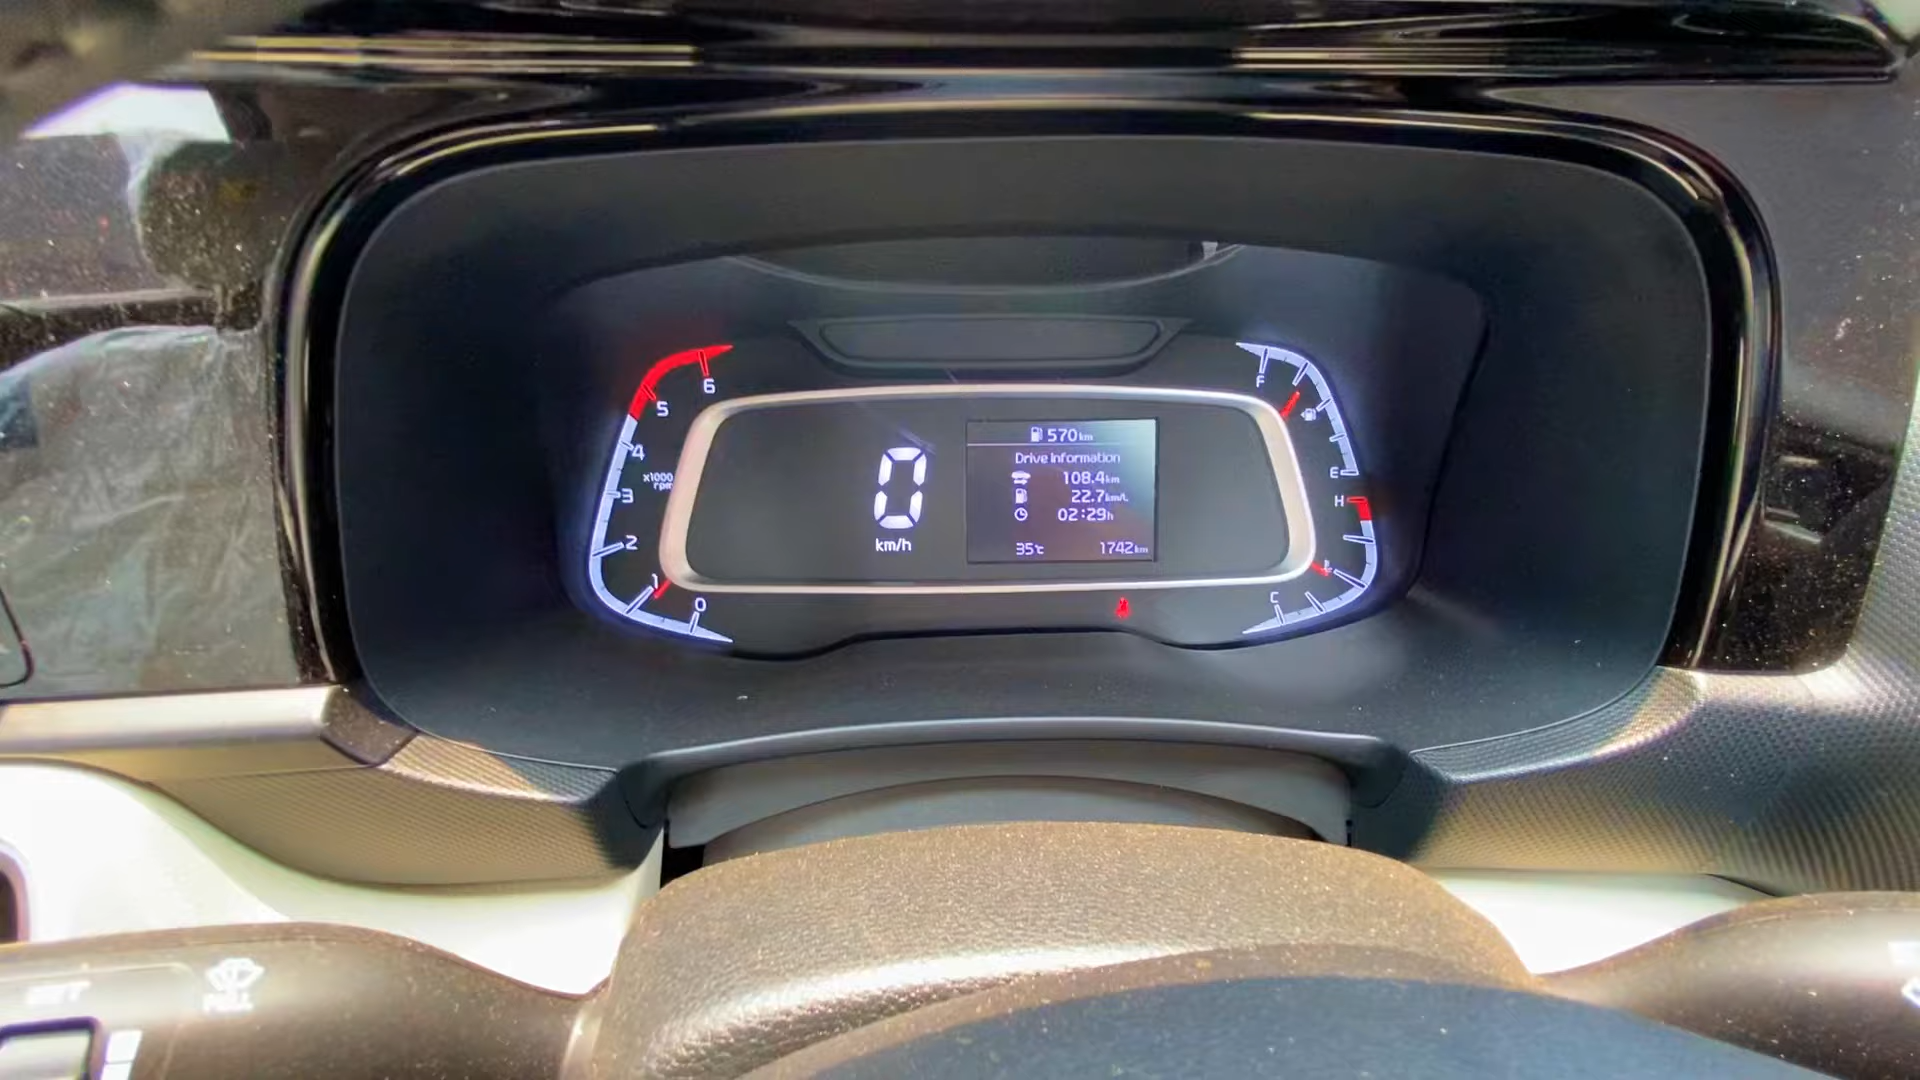 6
5
4
x1000
rpm
3
2
1
0
0
km/h
570km
Drive Information
108.4km
22.7km/L
02:29h
35°C
1742km
F
E
H
C
PULL